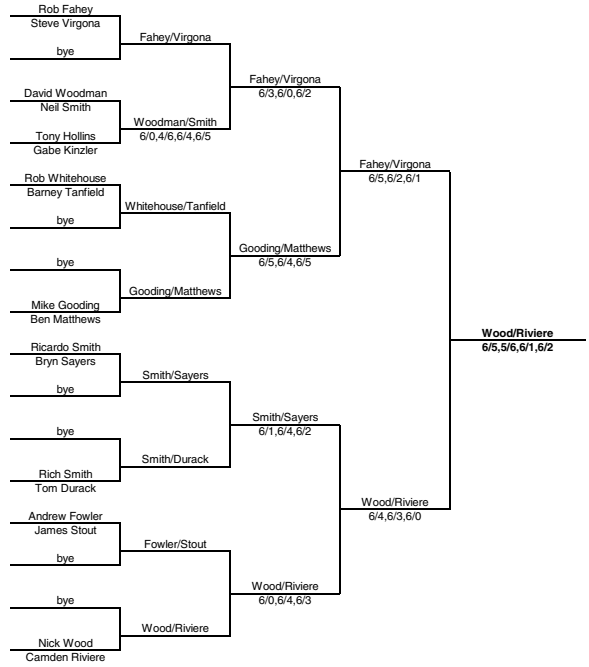 Rob Fahey
Steve Virgona
bye
Fahey/Virgona
David Woodman
Neil Smith
Tony Hollins
Gabe Kinzler
Woodman/Smith
6/0,4/6,6/4,6/5
Fahey/Virgona
6/3,6/0,6/2
Rob Whitehouse
Barney Tanfield
bye
Whitehouse/Tanfield
bye
Mike Gooding
Ben Matthews
Gooding/Matthews
Gooding/Matthews
6/5,6/4,6/5
Fahey/Virgona
6/5,6/2,6/1
Ricardo Smith
Bryn Sayers
bye
Smith/Sayers
bye
Rich Smith
Tom Durack
Smith/Durack
Smith/Sayers
6/1,6/4,6/2
Andrew Fowler
James Stout
bye
Fowler/Stout
bye
Nick Wood
Camden Riviere
Wood/Riviere
Wood/Riviere
6/0,6/4,6/3
Wood/Riviere
6/4,6/3,6/0
Wood/Riviere
6/5,5/6,6/1,6/2